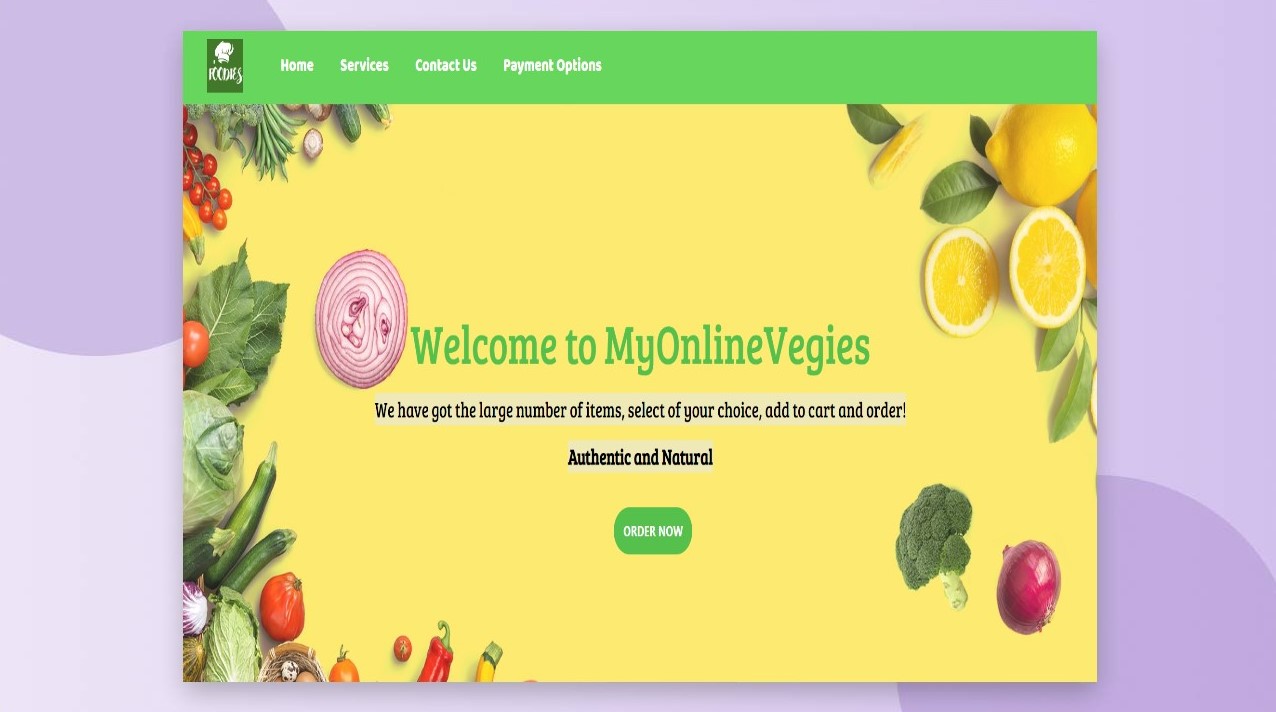 FOODIES
Home Services Contact Us Payment Options
Welcome to MyOnlineVegies
We have got the large number of items, select of your choice, add to cart and order!
Authentic and Natural
ORDER NOW